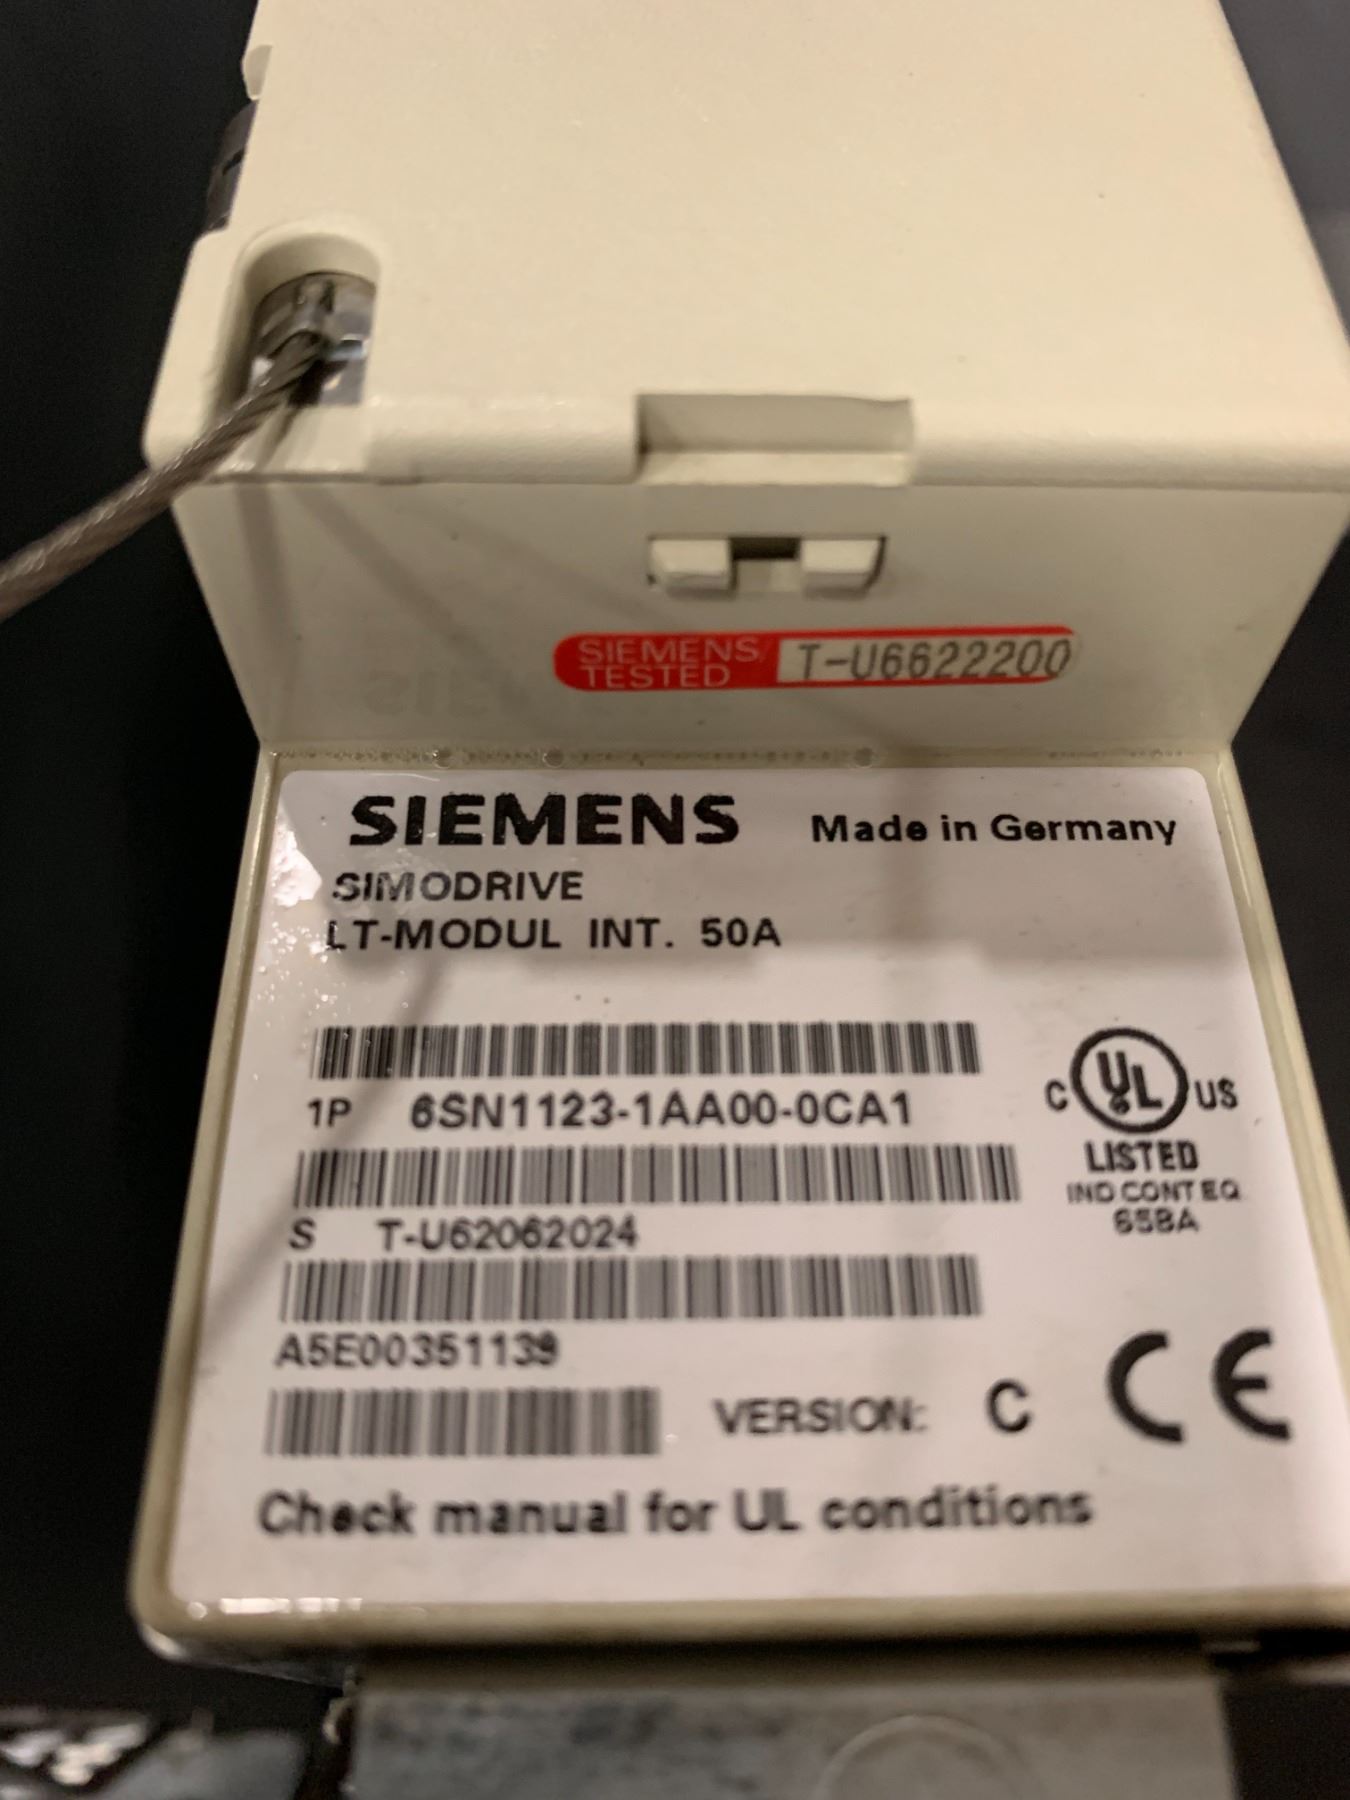 SIEMENS
TESTED
T-U6622200
SIEMENS Made in Germany
SIMODRIVE
LT-MODUL INT. 50A
1P 6SN1123-1AA00-0CA1
C UL US
LISTED
IND CONT EQ
65BA
S T-U62062024
A5E00351139
VERSION: C
CE
Check manual for UL conditions